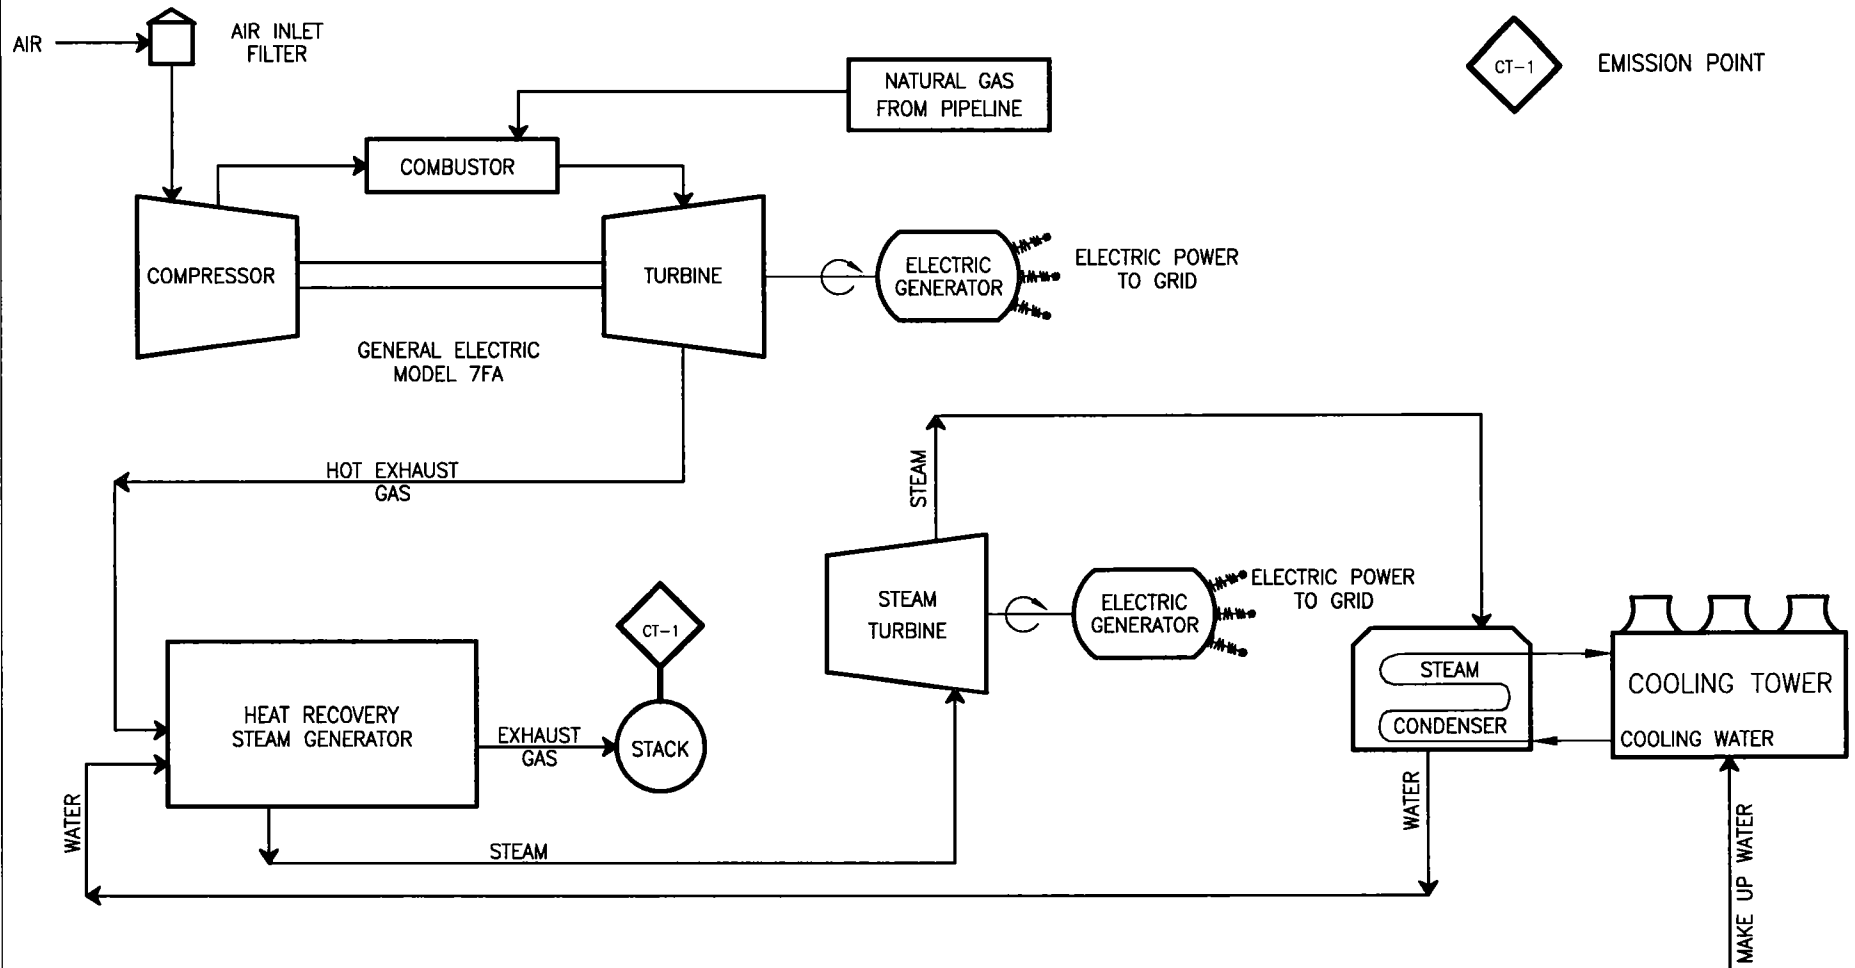 AIR
AIR INLET
FILTER
NATURAL GAS
FROM PIPELINE
CT-1
EMISSION POINT
COMBUSTOR
COMPRESSOR
TURBINE
ELECTRIC
GENERATOR
ELECTRIC POWER
TO GRID
GENERAL ELECTRIC
MODEL 7FA
HOT EXHAUST
GAS
STEAM
STEAM
TURBINE
ELECTRIC
GENERATOR
ELECTRIC POWER
TO GRID
CT-1
HEAT RECOVERY
STEAM GENERATOR
EXHAUST
GAS
STACK
STEAM
CONDENSER
COOLING TOWER
COOLING WATER
WATER
STEAM
WATER
MAKE UP WATER